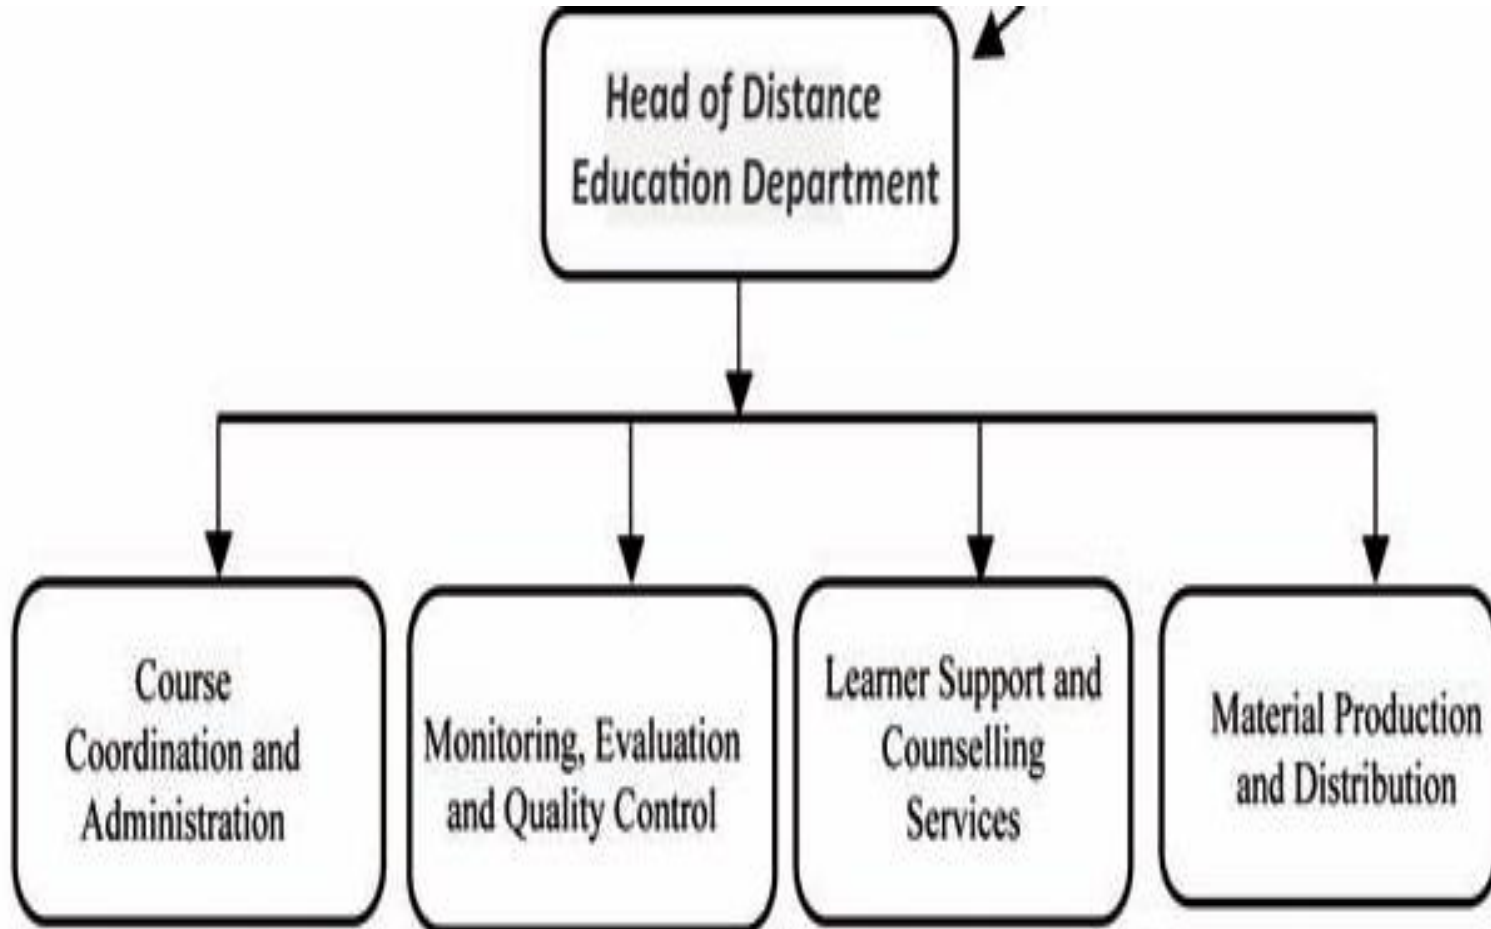 Head of Distance
Education Department
Course
Coordination and
Administration
Monitoring, Evaluation
and Quality Control
Learner Support and
Counselling
Services
Material Production
and Distribution